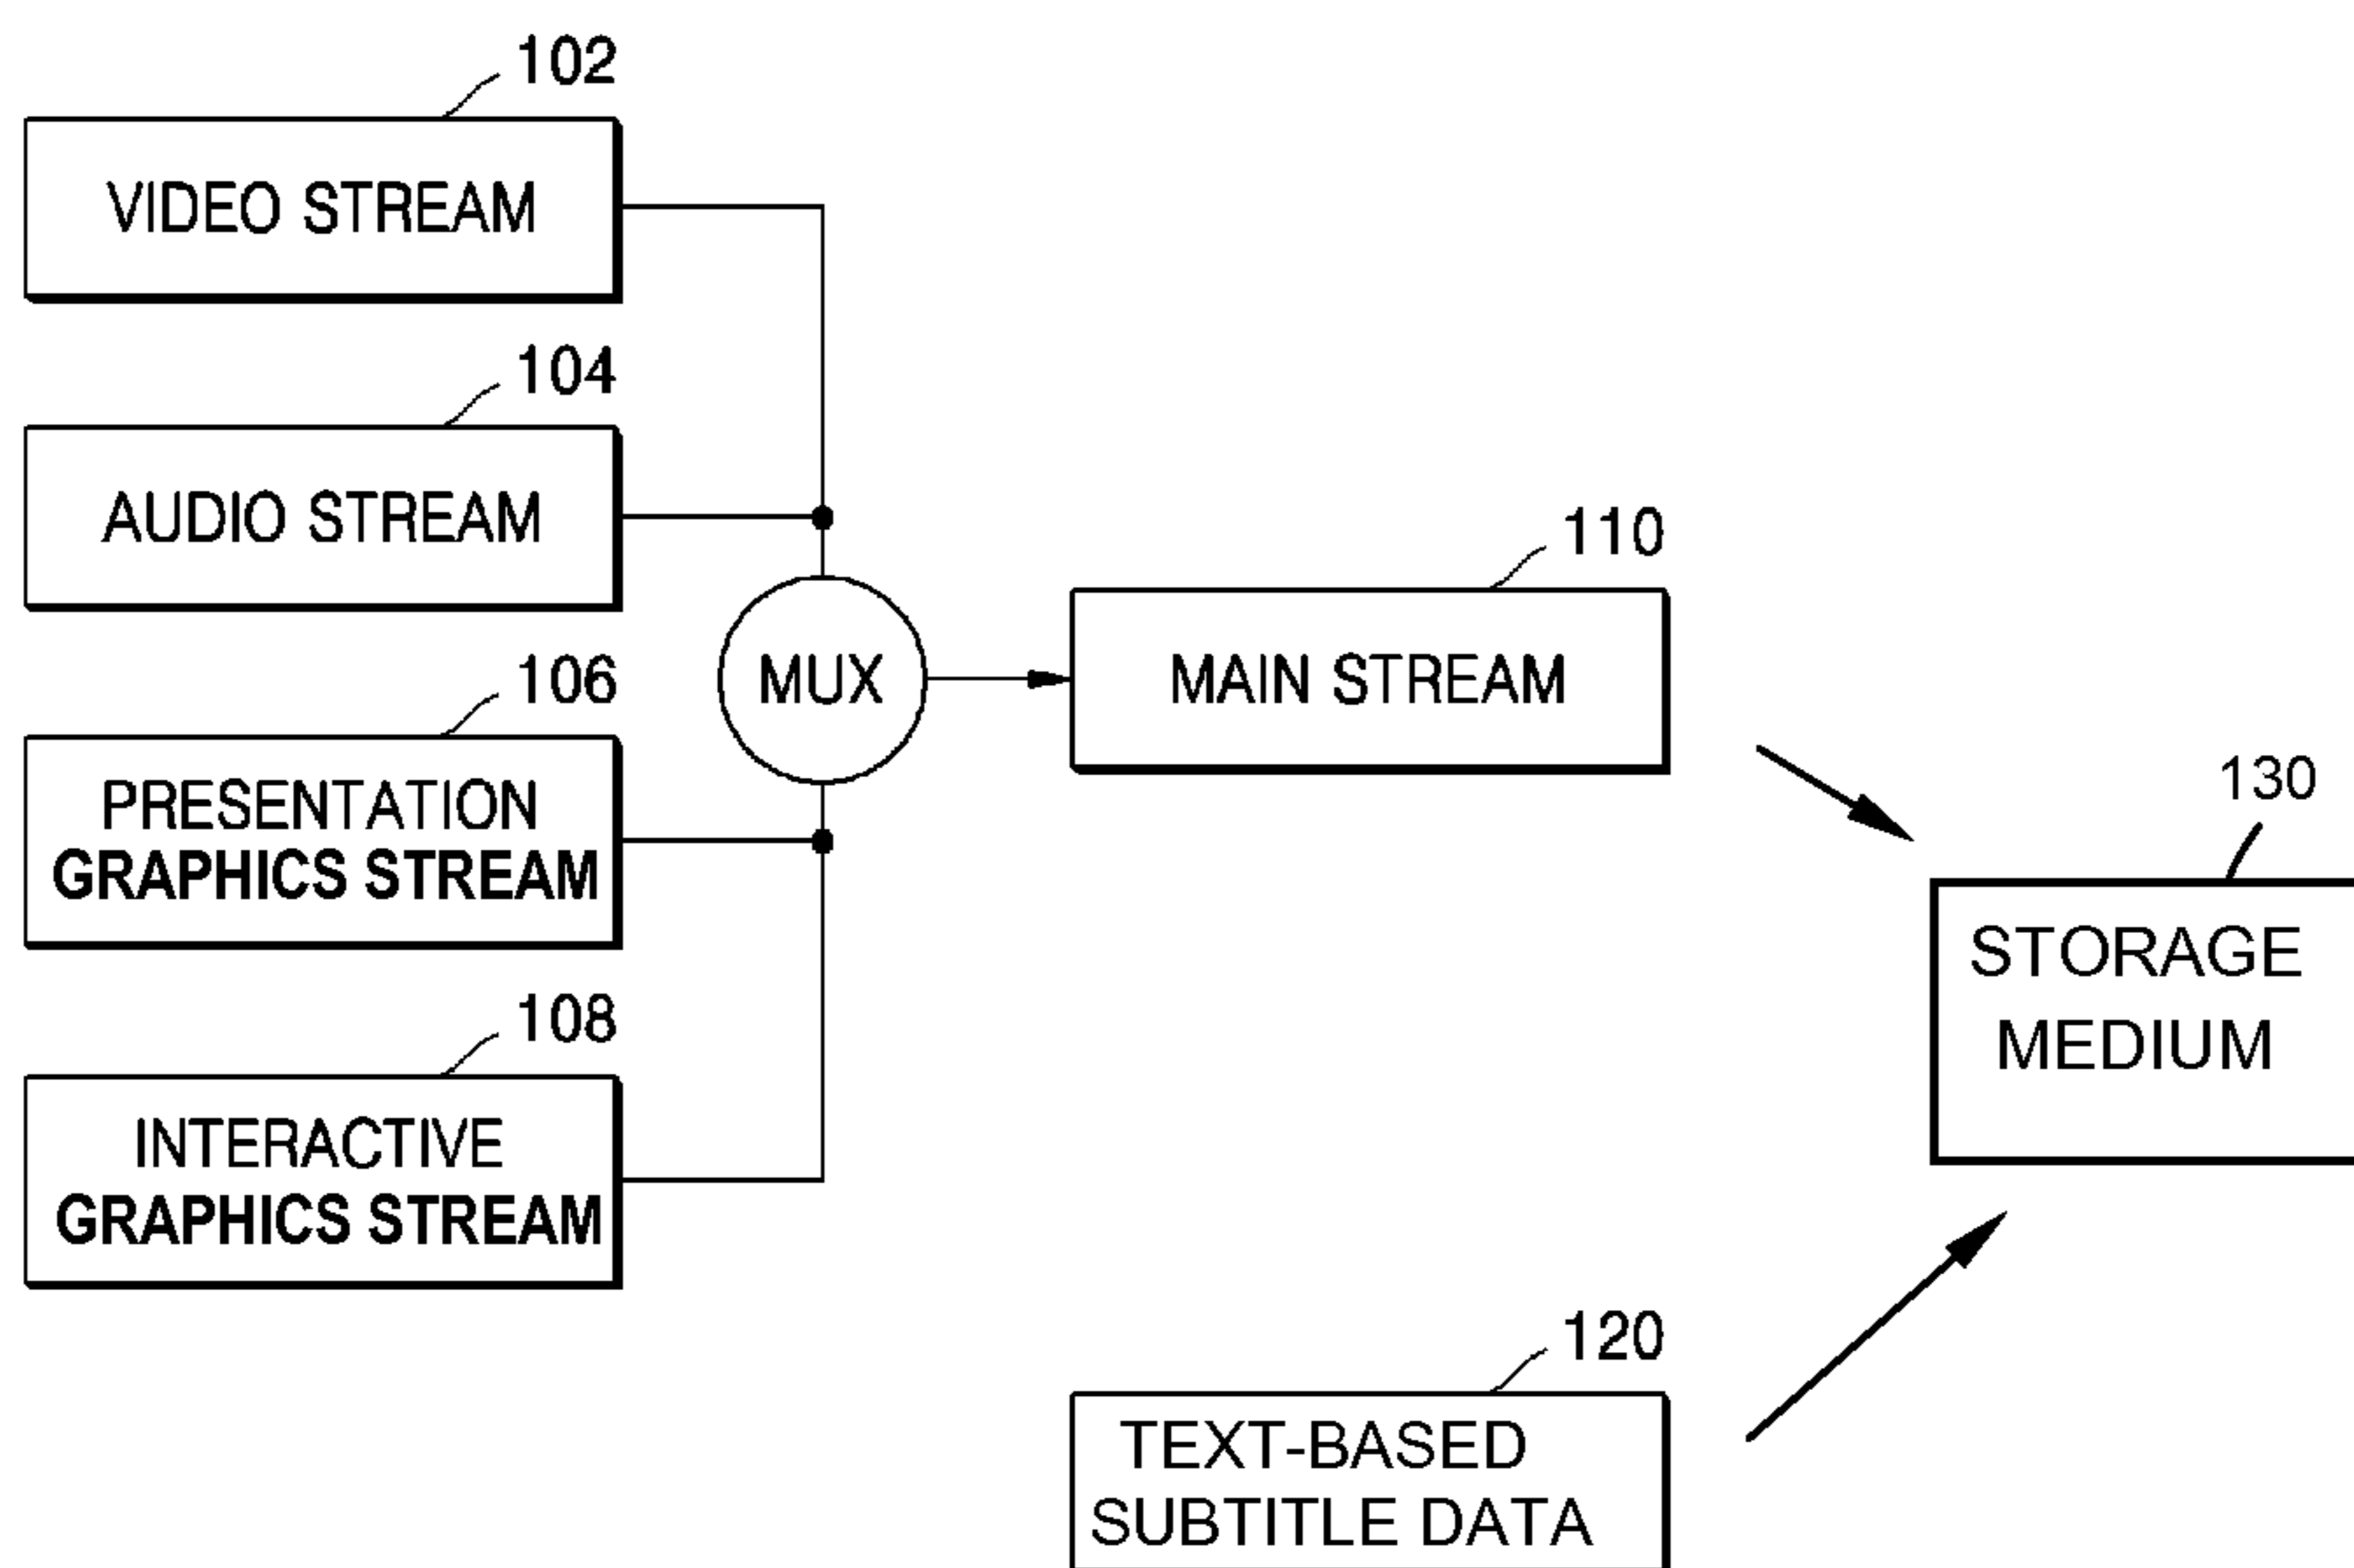 102
VIDEO STREAM
104
AUDIO STREAM
106
PRESENTATION
GRAPHICS STREAM
108
INTERACTIVE
GRAPHICS STREAM
MUX
110
MAIN STREAM
120
TEXT-BASED
SUBTITLE DATA
130
STORAGE
MEDIUM